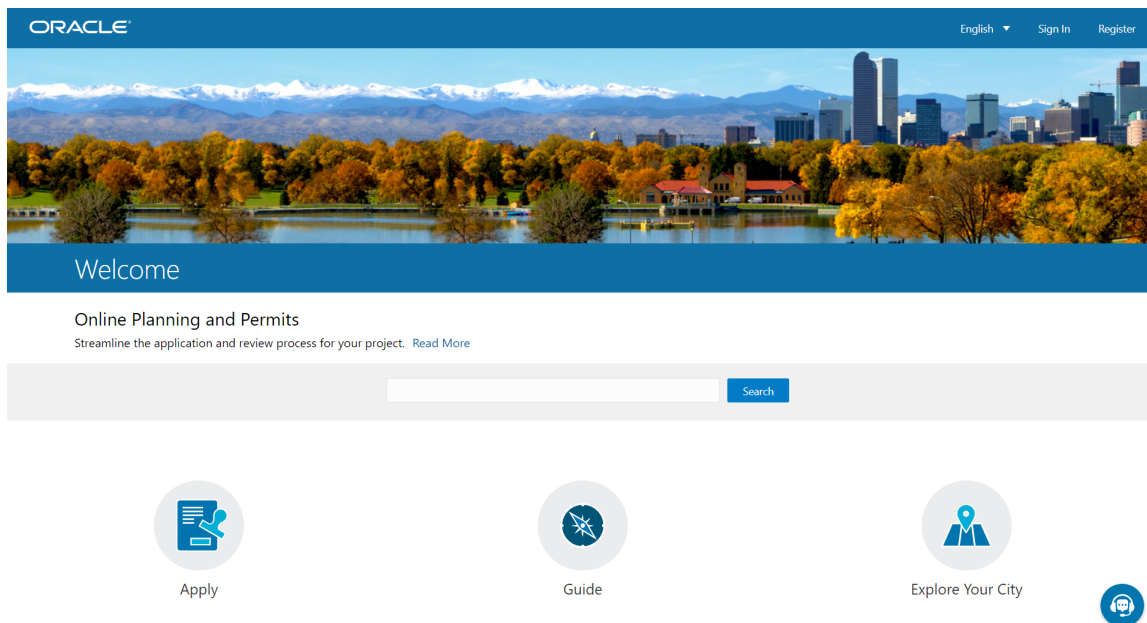 ORACLE®
English ▼ Sign In Register
Welcome
Online Planning and Permits
Streamline the application and review process for your project. Read More
Search
Apply Guide Explore Your City